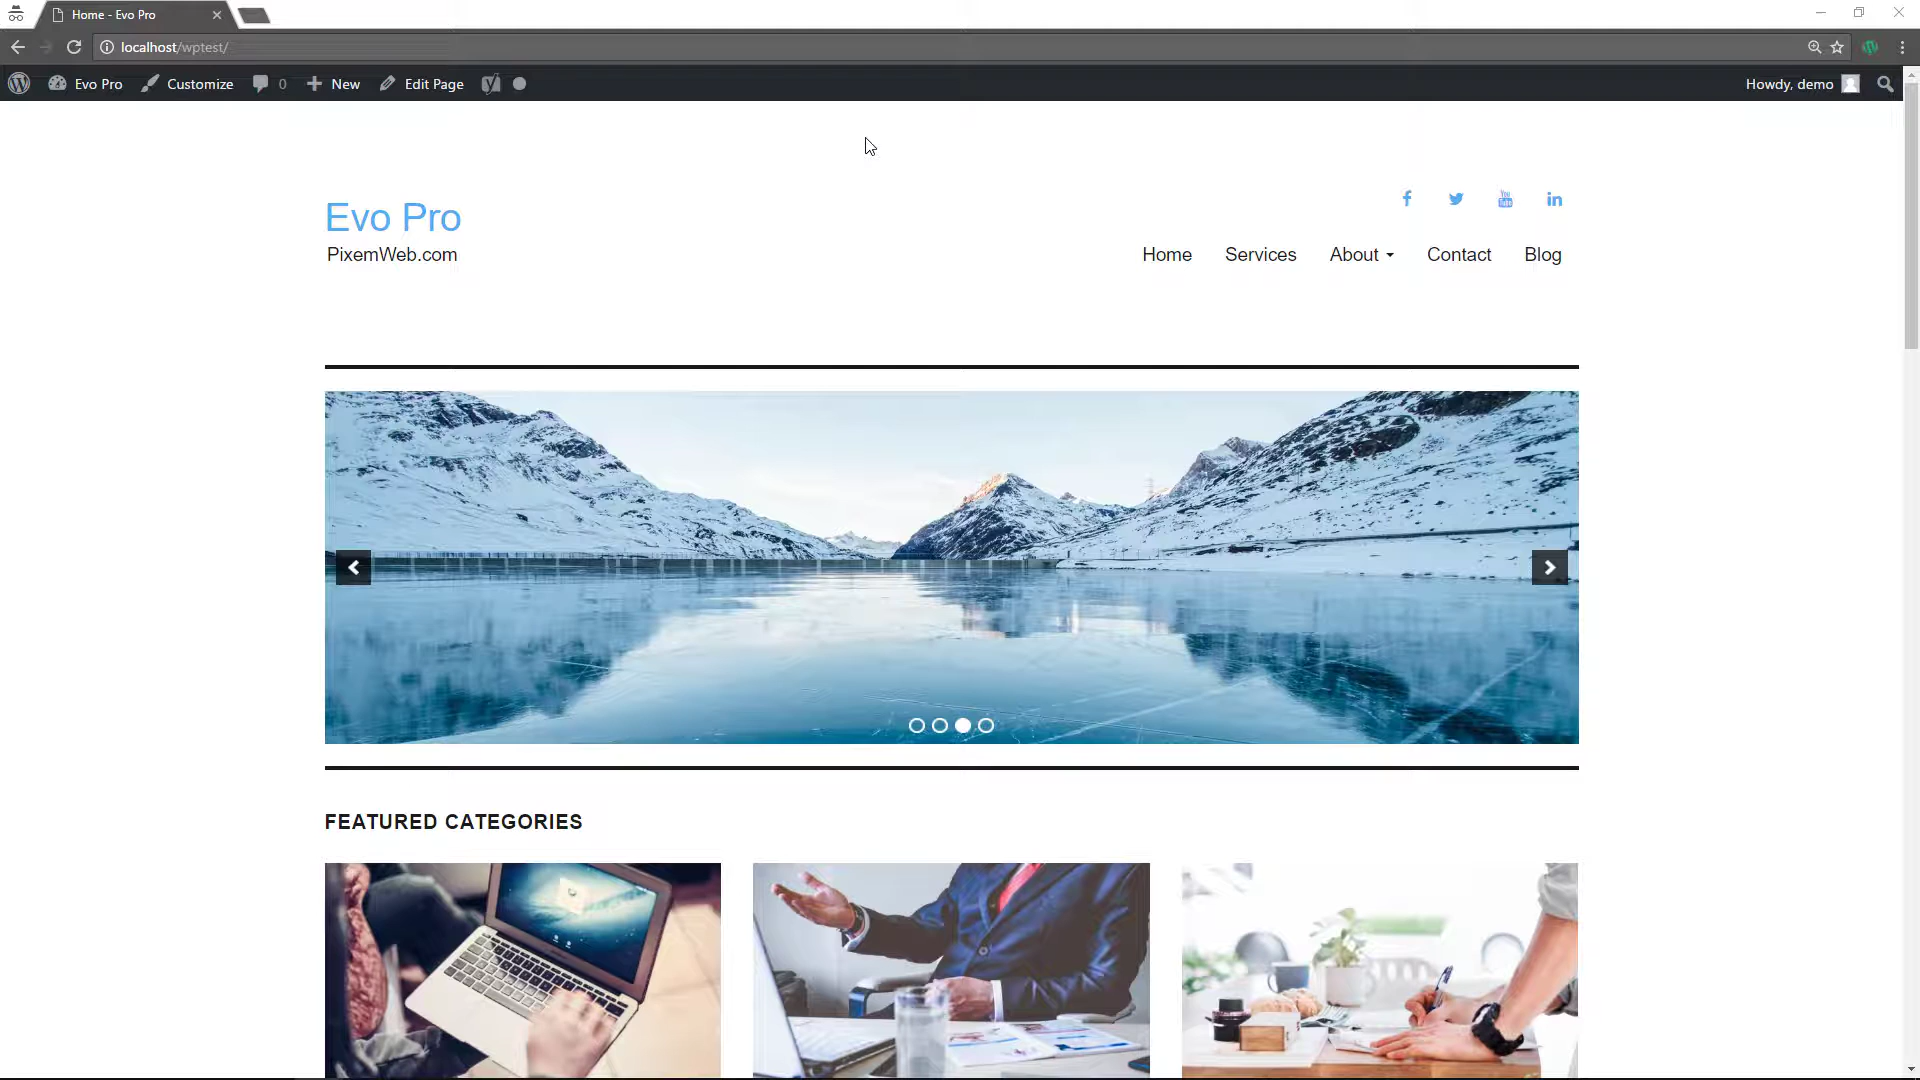 Home - Evo Pro
localhost/wptest/
Evo Pro Customize 0 New Edit Page Howdy, demo
Evo Pro
PixemWeb.com
Home Services About Contact Blog
FEATURED CATEGORIES